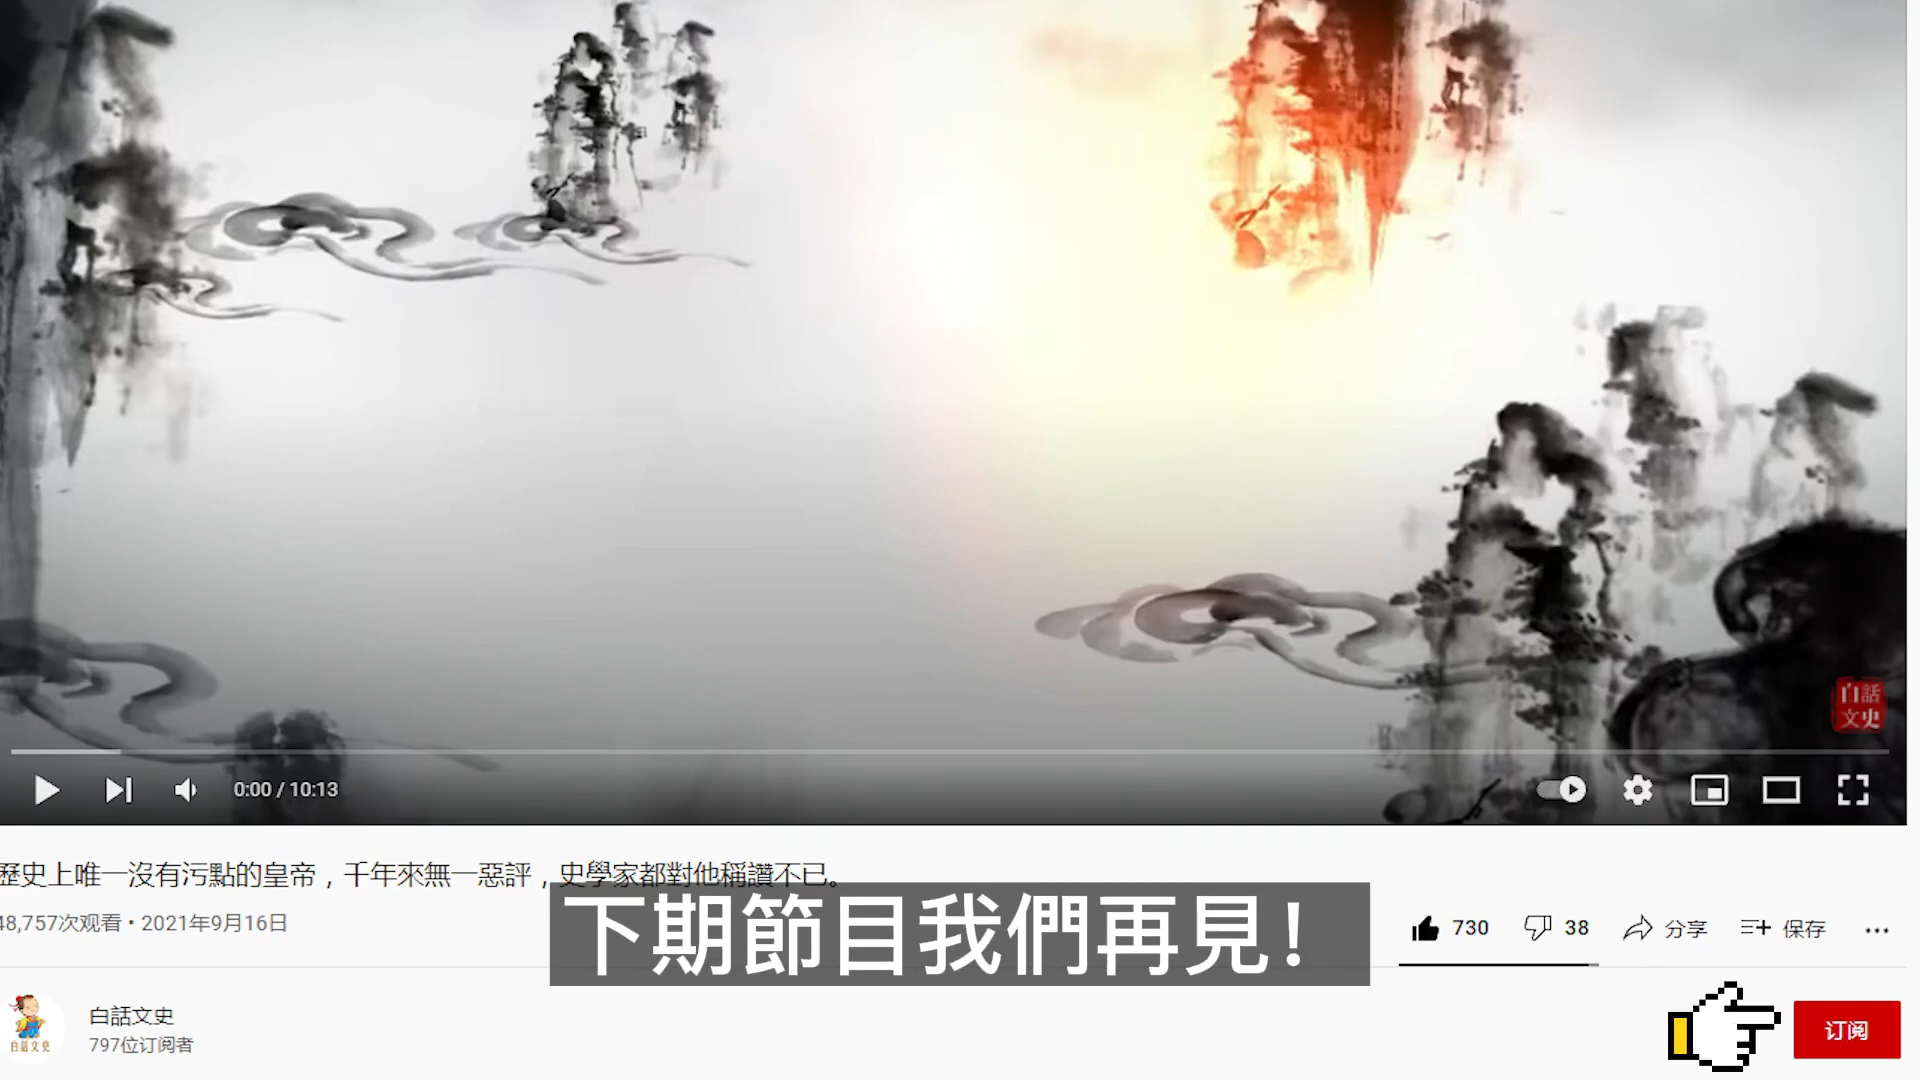 白話
文史
0:00 / 10:13
歷史上唯一沒有污點的皇帝，千年來無一惡評，史學家都對他稱讚不已。
48,757次观看 • 2021年9月16日
下期節目我們再見！
730
38
分享
保存
白話文史
白話文史
797位订阅者
订阅